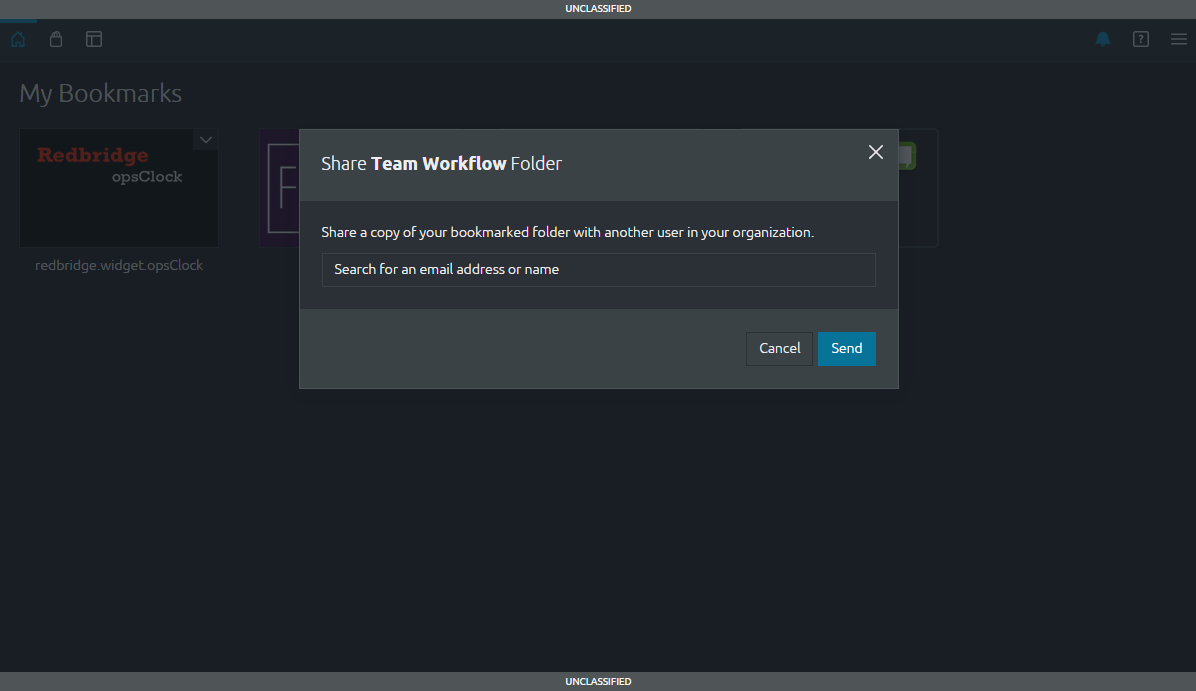 UNCLASSIFIED
My Bookmarks
Redbridge
opsClock
redbridge.widget.opsClock
F
Share Team Workflow Folder
Share a copy of your bookmarked folder with another user in your organization.
Search for an email address or name
Cancel Send
UNCLASSIFIED